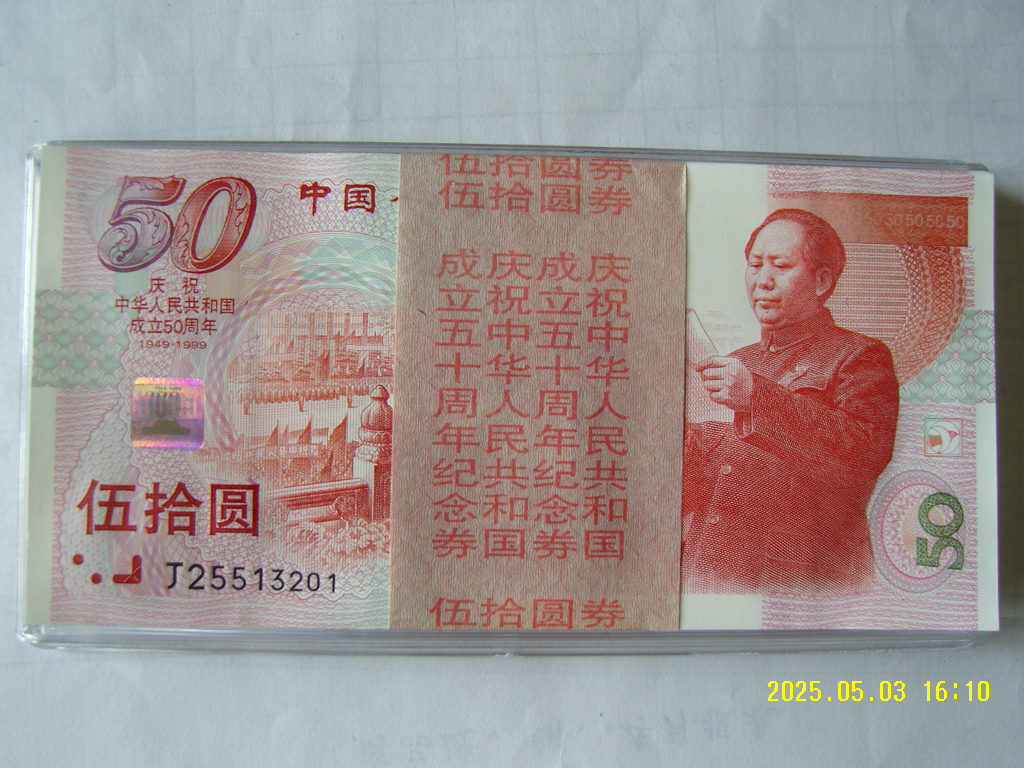 50
中国
庆祝
中华人民共和国
成立50周年
1949-1999
伍拾圆
J25513201
伍拾圆券
伍拾圆券
庆祝中华人民共和国
成立五十周年纪念券
庆祝中华人民共和国
成立五十周年纪念券
伍拾圆券
50 50 50 50
50
2025.05.03 16:10